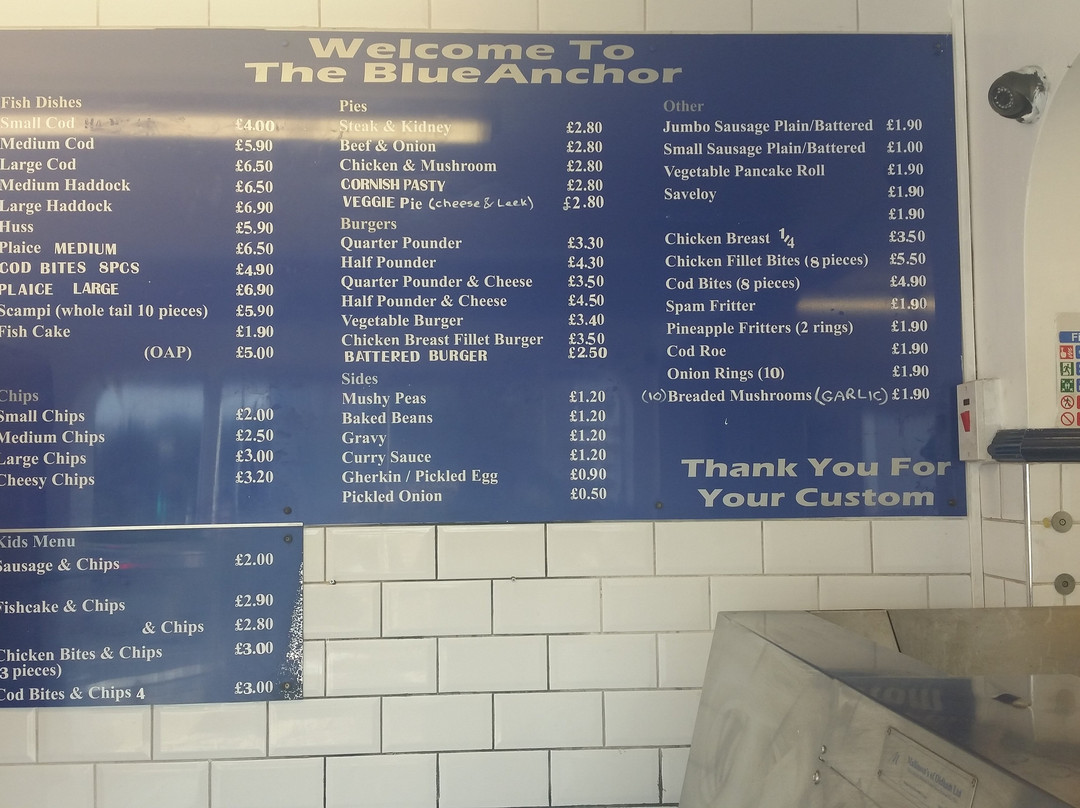 Welcome To
The Blue Anchor
Fish Dishes
Small Cod £4.00
Medium Cod £5.90
Large Cod £6.50
Medium Haddock £6.50
Large Haddock £6.90
Huss £5.90
Plaice MEDIUM £6.50
COD BITES 8PCS £4.90
PLAICE LARGE £6.90
Scampi (whole tail 10 pieces) £5.90
Fish Cake £1.90
(OAP) £5.00
Chips
Small Chips £2.00
Medium Chips £2.50
Large Chips £3.00
Cheesy Chips £3.20
Kids Menu
Sausage & Chips £2.00
Fishcake & Chips £2.90
& Chips £2.80
Chicken Bites & Chips £3.00
3 pieces)
Cod Bites & Chips 4 £3.00
Pies
Steak & Kidney £2.80
Beef & Onion £2.80
Chicken & Mushroom £2.80
CORNISH PASTY £2.80
VEGGIE Pie (cheese & Leek) £2.80
Burgers
Quarter Pounder £3.30
Half Pounder £4.30
Quarter Pounder & Cheese £3.50
Half Pounder & Cheese £4.50
Vegetable Burger £3.40
Chicken Breast Fillet Burger £3.50
BATTERED BURGER £2.50
Sides
Mushy Peas £1.20
Baked Beans £1.20
Gravy £1.20
Curry Sauce £1.20
Gherkin / Pickled Egg £0.90
Pickled Onion £0.50
Other
Jumbo Sausage Plain/Battered £1.90
Small Sausage Plain/Battered £1.00
Vegetable Pancake Roll £1.90
Saveloy £1.90
£1.90
Chicken Breast 1/4 £3.50
Chicken Fillet Bites (8 pieces) £5.50
Cod Bites (8 pieces) £4.90
Spam Fritter £1.90
Pineapple Fritters (2 rings) £1.90
Cod Roe £1.90
Onion Rings (10) £1.90
(10) Breaded Mushrooms (GARLIC) £1.90
Thank You For
Your Custom